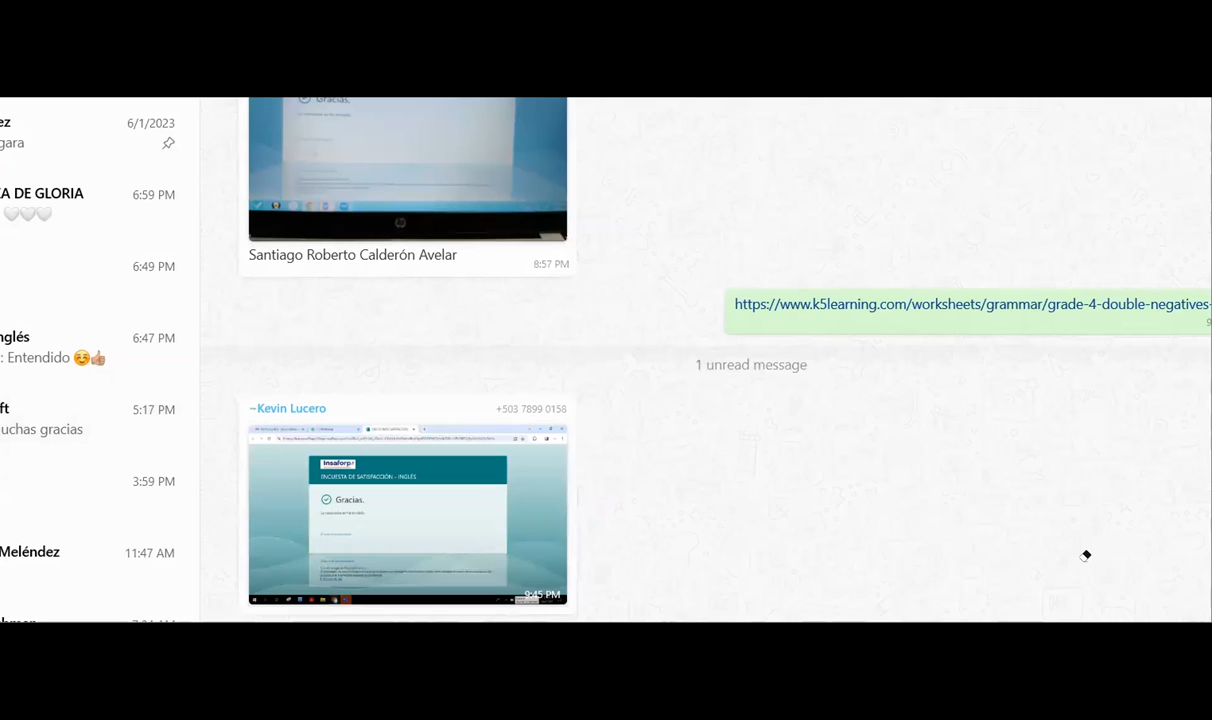 ez
6/1/2023
gara
ZA DE GLORIA
6:59 PM
6:49 PM
nglés
6:47 PM
: Entendido
ft
5:17 PM
uchas gracias
3:59 PM
Meléndez
11:47 AM
Gracias.
Santiago Roberto Calderón Avelar
8:57 PM
https://www.k5learning.com/worksheets/grammar/grade-4-double-negatives-
9
1 unread message
~Kevin Lucero
+503 7899 0158
Insaforp
ENCUESTA DE SATISFACCIÓN - INGLÉS
Gracias.
9:45 PM